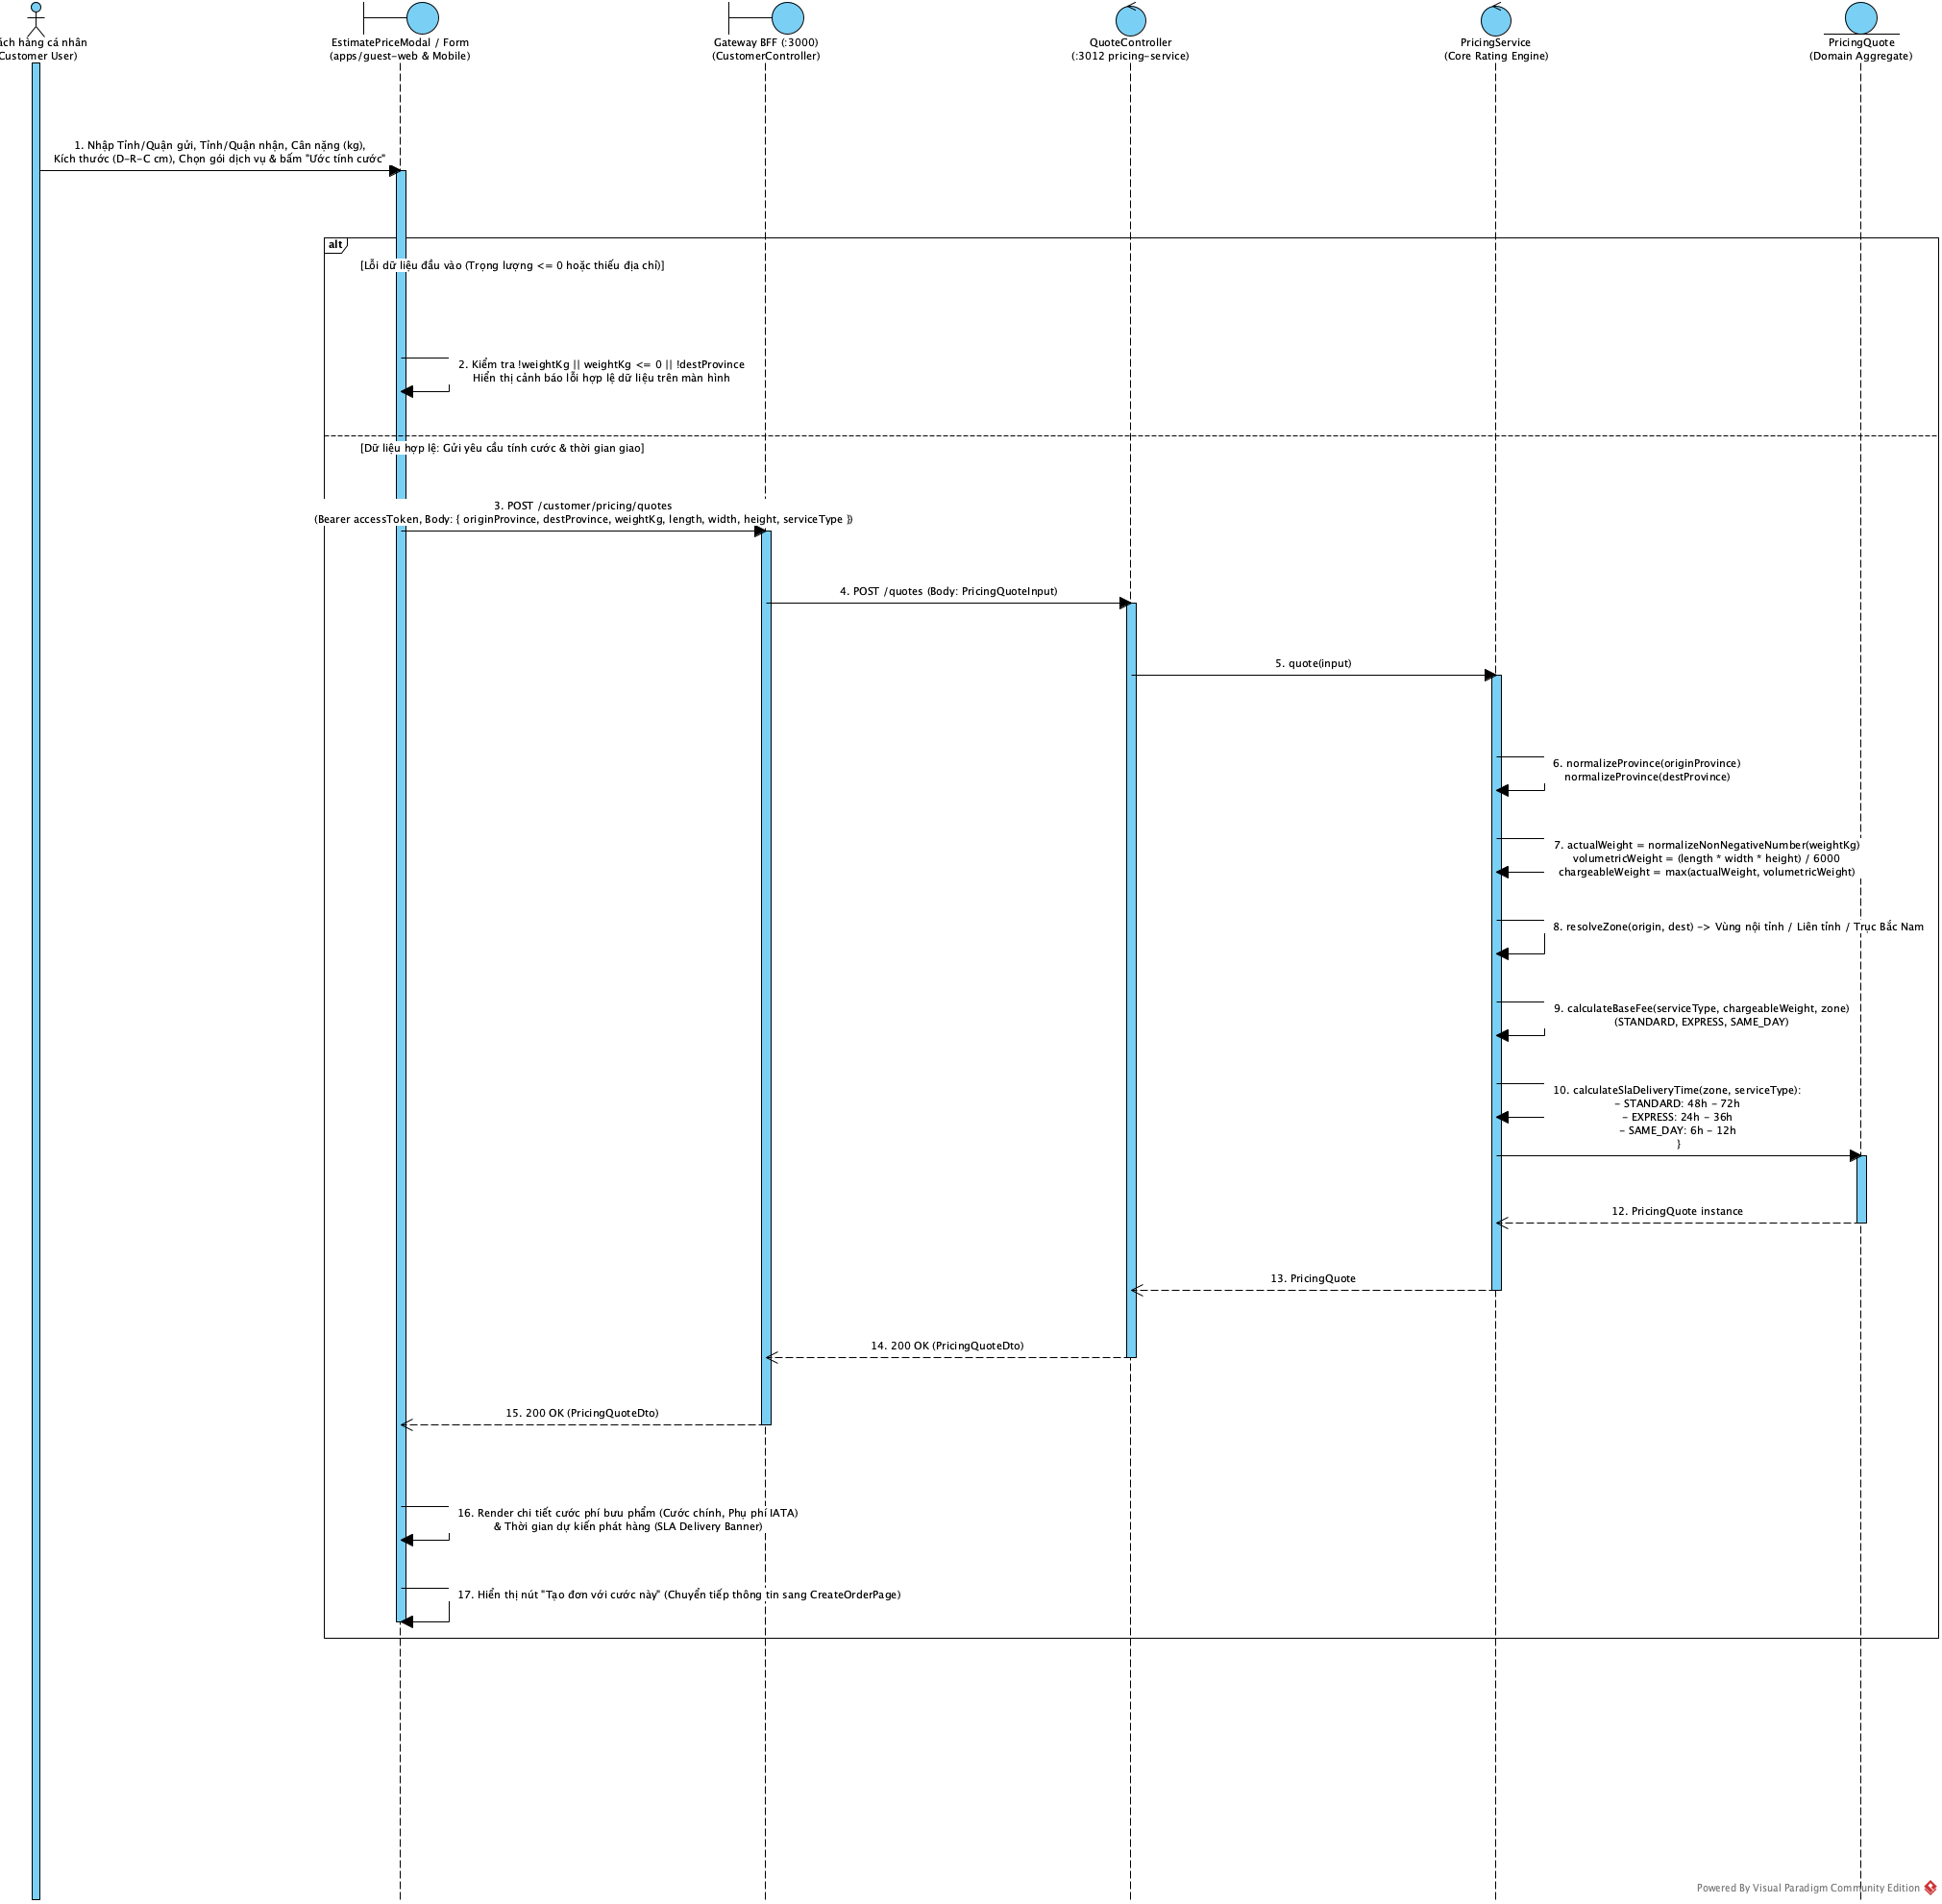 ách hàng cá nhân
Customer User)
EstimatePriceModal / Form
(apps/guest-web & Mobile)
Gateway BFF (:3000)
(CustomerController)
QuoteController
(:3012 pricing-service)
PricingService
(Core Rating Engine)
PricingQuote
(Domain Aggregate)
1. Nhập Tỉnh/Quận gửi, Tỉnh/Quận nhận, Cân nặng (kg),
Kích thước (D-R-C cm), Chọn gói dịch vụ & bấm "Ước tính cước"
alt
[Lỗi dữ liệu đầu vào (Trọng lượng <= 0 hoặc thiếu địa chỉ)]
2. Kiểm tra !weightKg || weightKg <= 0 || !destProvince
Hiển thị cảnh báo lỗi hợp lệ dữ liệu trên màn hình
[Dữ liệu hợp lệ: Gửi yêu cầu tính cước & thời gian giao]
3. POST /customer/pricing/quotes
(Bearer accessToken, Body: { originProvince, destProvince, weightKg, length, width, height, serviceType })
4. POST /quotes (Body: PricingQuoteInput)
5. quote(input)
6. normalizeProvince(originProvince)
normalizeProvince(destProvince)
7. actualWeight = normalizeNonNegativeNumber(weightKg)
volumetricWeight = (length * width * height) / 6000
chargeableWeight = max(actualWeight, volumetricWeight)
8. resolveZone(origin, dest) -> Vùng nội tỉnh / Liên tỉnh / Trục Bắc Nam
9. calculateBaseFee(serviceType, chargeableWeight, zone)
(STANDARD, EXPRESS, SAME_DAY)
10. calculateSlaDeliveryTime(zone, serviceType):
- STANDARD: 48h - 72h
- EXPRESS: 24h - 36h
- SAME_DAY: 6h - 12h
}
12. PricingQuote instance
13. PricingQuote
14. 200 OK (PricingQuoteDto)
15. 200 OK (PricingQuoteDto)
16. Render chi tiết cước phí bưu phẩm (Cước chính, Phụ phí IATA)
& Thời gian dự kiến phát hàng (SLA Delivery Banner)
17. Hiển thị nút "Tạo đơn với cước này" (Chuyển tiếp thông tin sang CreateOrderPage)
Powered By Visual Paradigm Community Edition